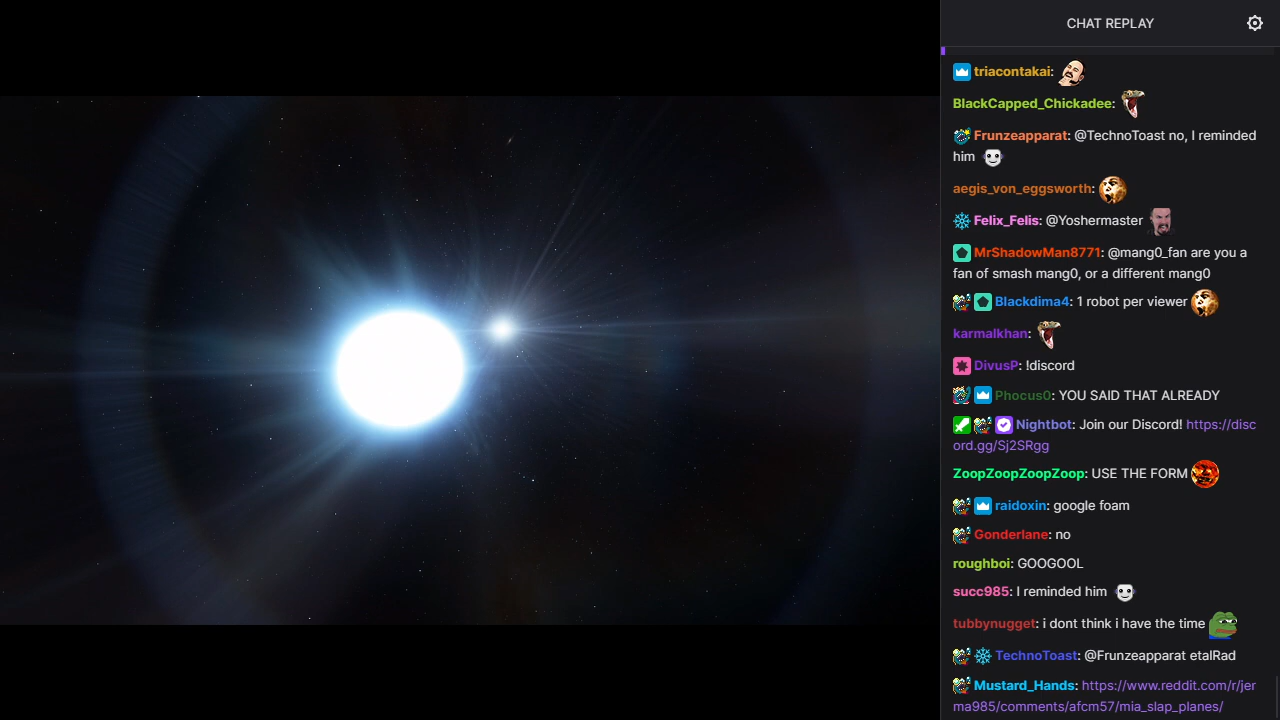 CHAT REPLAY
triacontakai:
BlackCapped_Chickadee:
Frunzeapparat: @TechnoToast no, I reminded
him
aegis_von_eggsworth:
Felix_Felis: @Yoshermaster
MrShadowMan8771: @mang0_fan are you a
fan of smash mang0, or a different mang0
Blackdima4: 1 robot per viewer
karmalkhan:
DivusP: !discord
Phocus0: YOU SAID THAT ALREADY
Nightbot: Join our Discord! https://disc
ord.gg/Sj2SRgg
ZoopZoopZoopZoop: USE THE FORM
raidoxin: google foam
Gonderlane: no
roughboi: GOOGOOL
succ985: I reminded him
tubbynugget: i dont think i have the time
TechnoToast: @Frunzeapparat etalRad
Mustard_Hands: https://www.reddit.com/r/jer
ma985/comments/afcm57/mia_slap_planes/